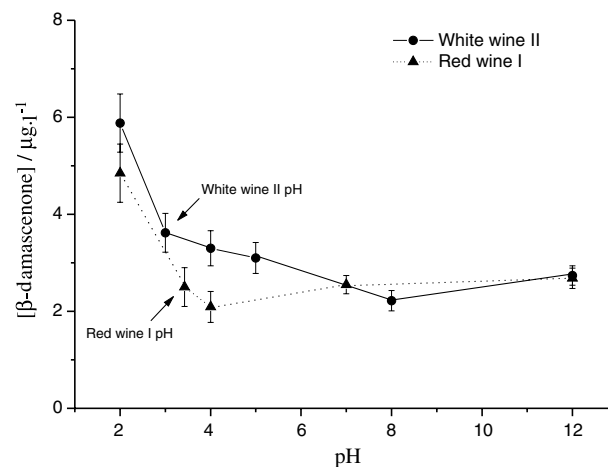 8
White wine II
Red wine I
6
White wine II pH
4
2
Red wine I pH
0
[β-damascenone] / µg.l⁻¹
2 4 6 8 10 12
pH